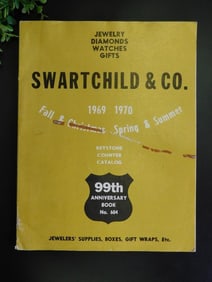 JEWELRY
DIAMONDS
WATCHES
GIFTS
SWARTCHILD & CO.
1969 1970
Fall & Christmas Spring & Summer
KEYSTONE
COUNTER
CATALOG
99th
ANNIVERSARY
BOOK
No. 604
JEWELERS' SUPPLIES, BOXES, GIFT WRAPS, Etc.